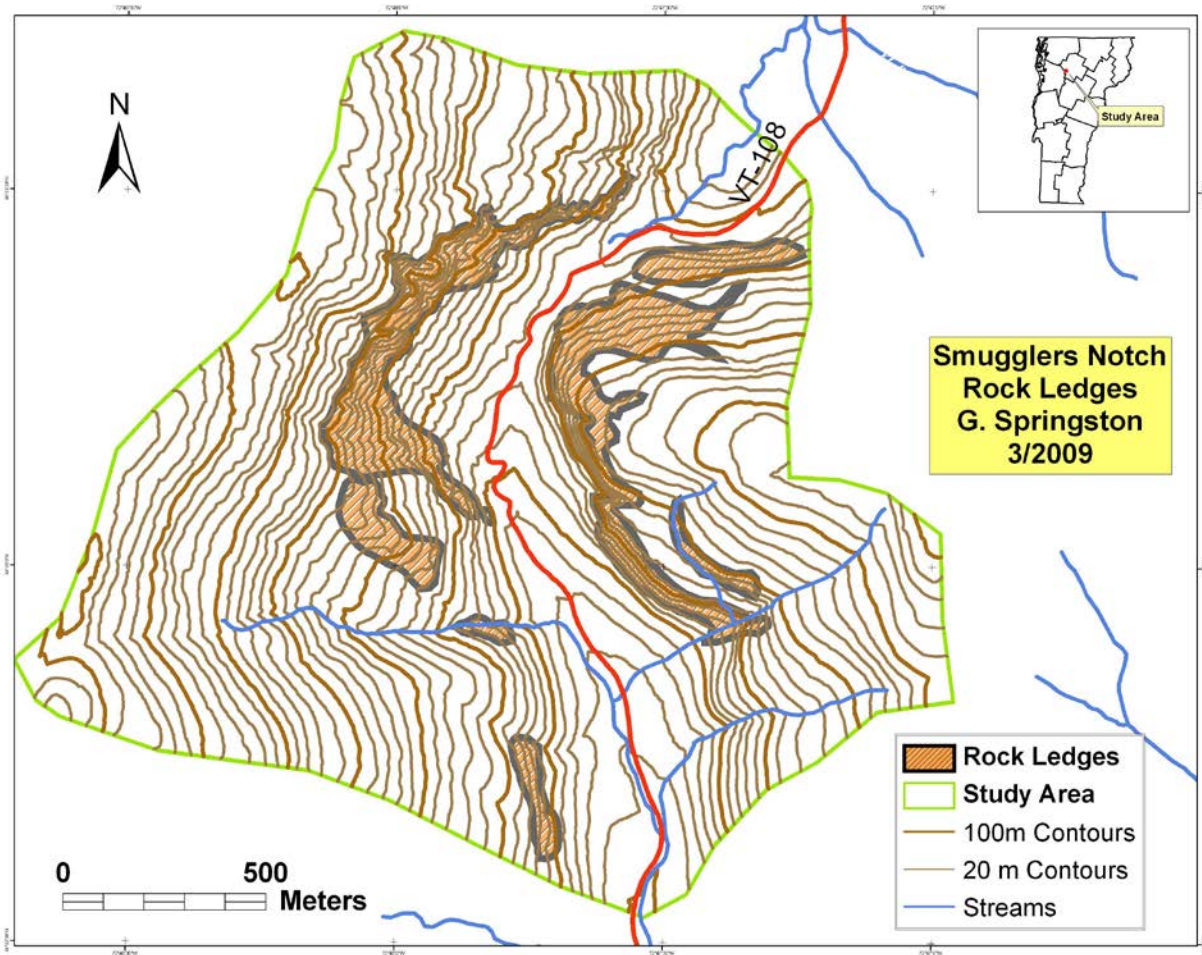 N
VT-108
Study Area
Smugglers Notch
Rock Ledges
G. Springston
3/2009
Rock Ledges
Study Area
100m Contours
20 m Contours
Streams
0 500
Meters